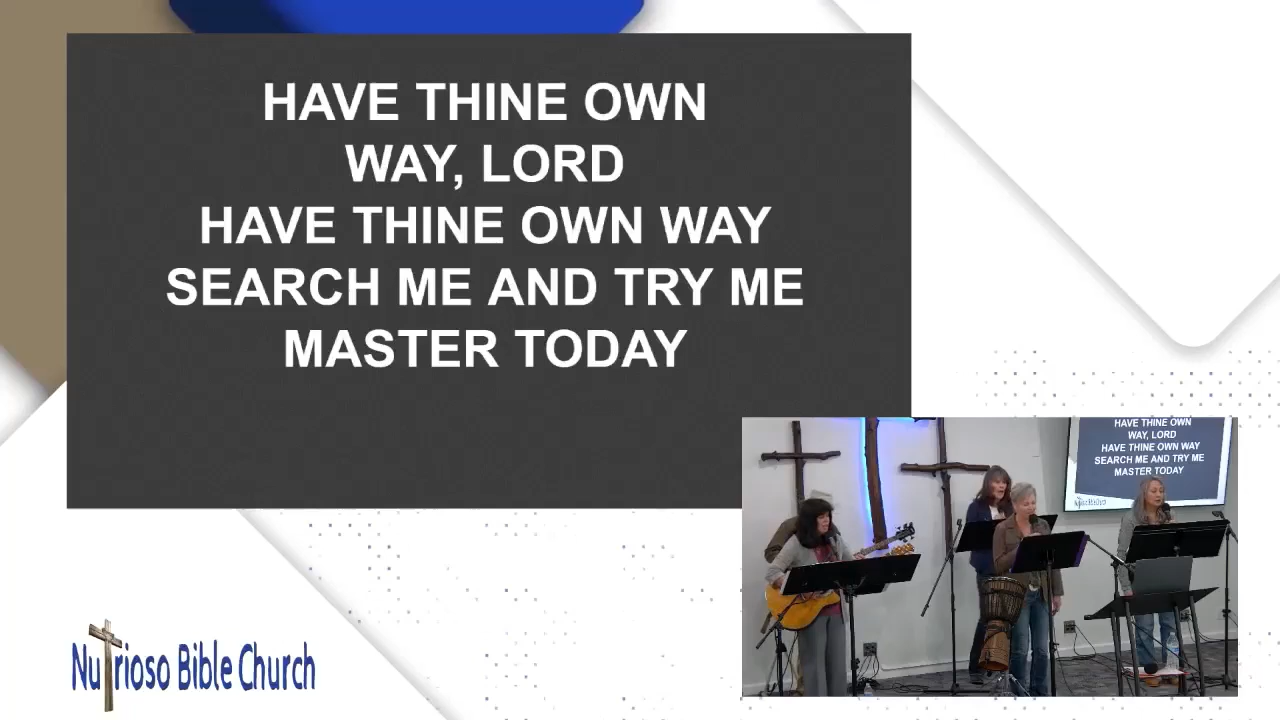 HAVE THINE OWN
WAY, LORD
HAVE THINE OWN WAY
SEARCH ME AND TRY ME
MASTER TODAY
HAVE THINE OWN
WAY, LORD
HAVE THINE OWN WAY
SEARCH ME AND TRY ME
MASTER TODAY
Nutrioso Bible Church